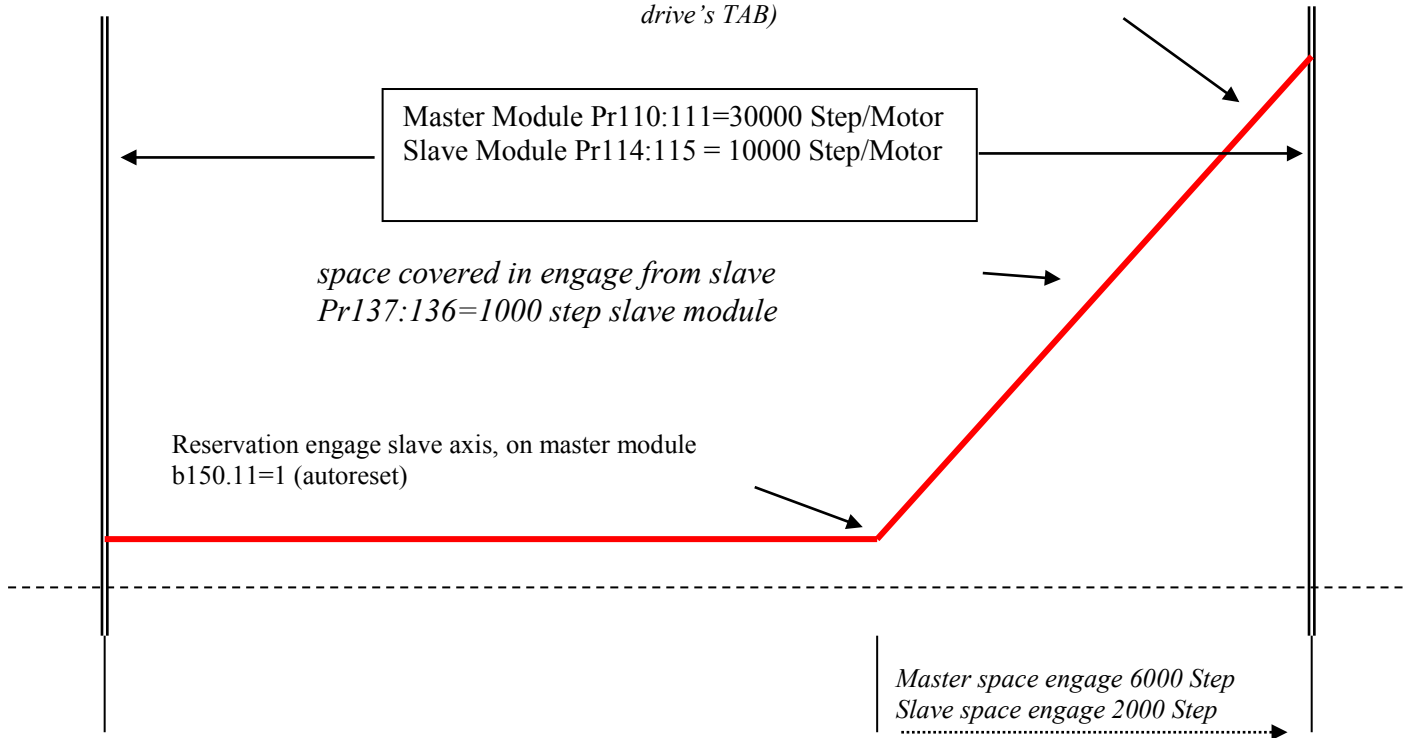 drive’s TAB)
Master Module Pr110:111=30000 Step/Motor
Slave Module Pr114:115 = 10000 Step/Motor
space covered in engage from slave
Pr137:136=1000 step slave module
Reservation engage slave axis, on master module
b150.11=1 (autoreset)
Master space engage 6000 Step
Slave space engage 2000 Step